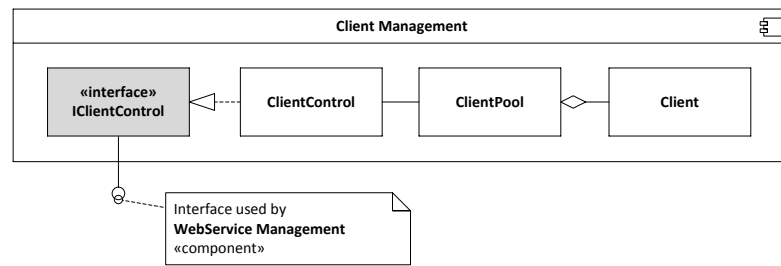 Client Management
«interface»
IClientControl
ClientControl
ClientPool
Client
Interface used by
WebService Management
«component»